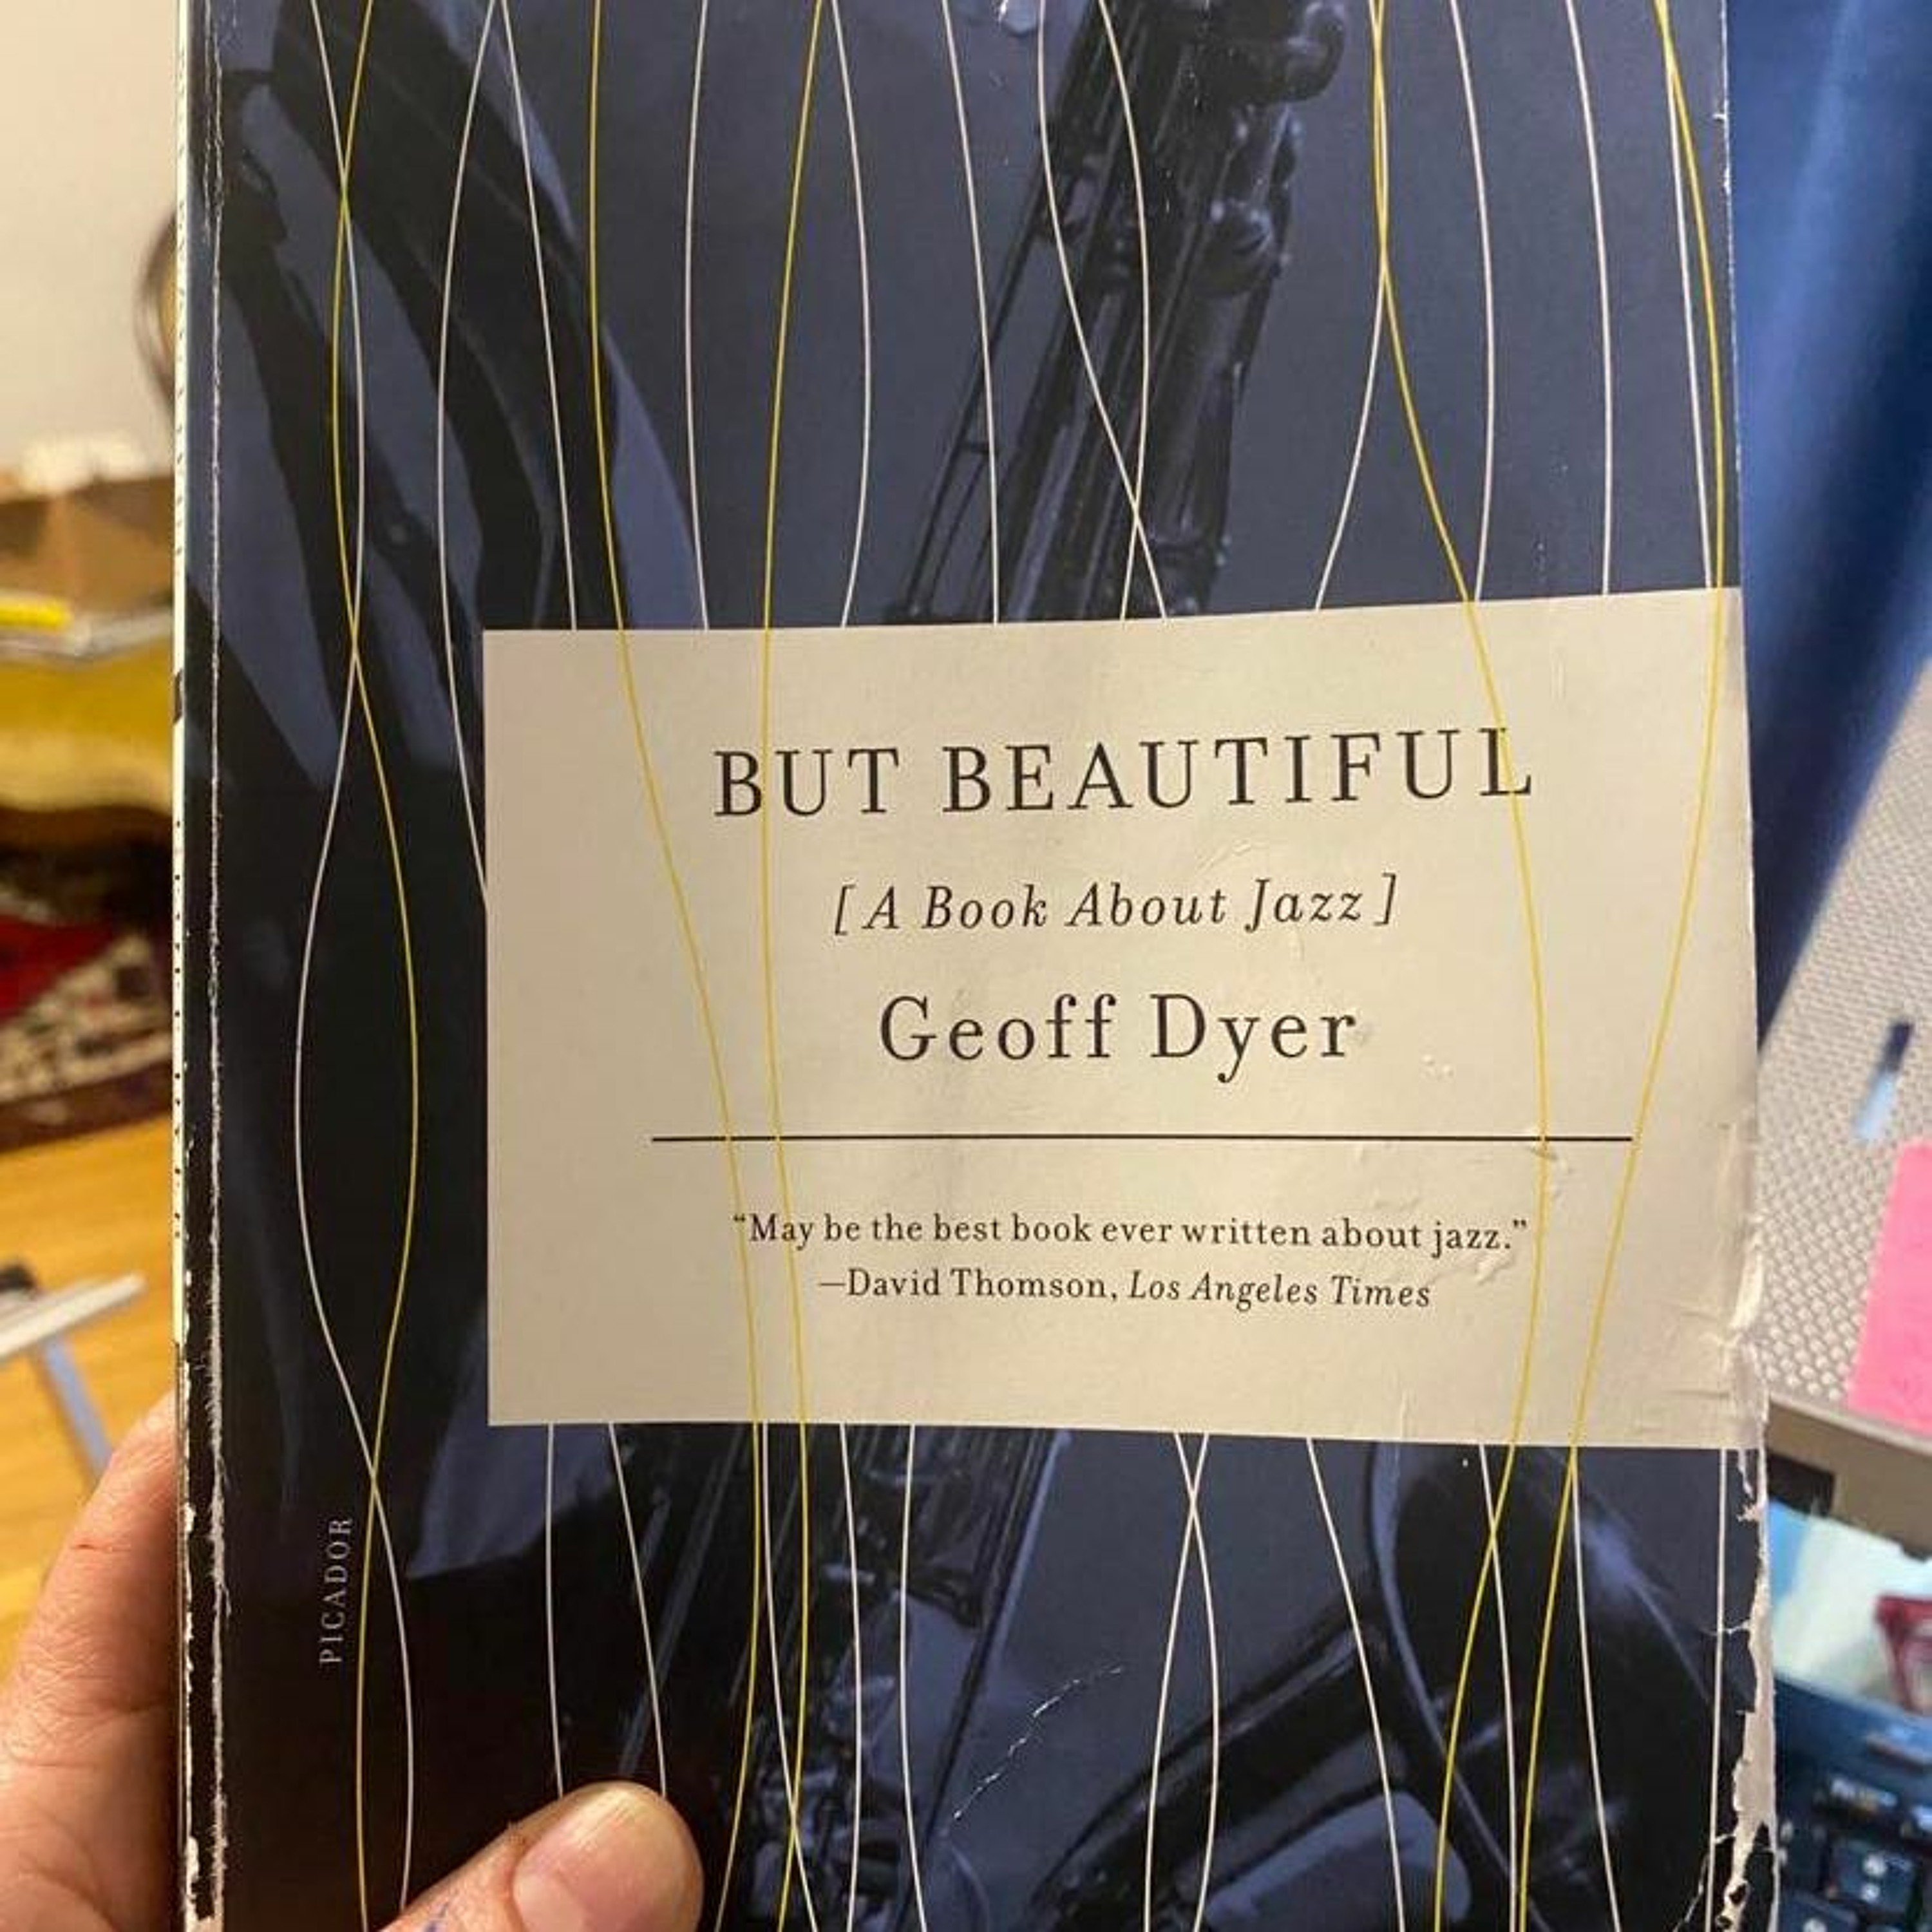 BUT BEAUTIFUL
[A Book About Jazz]
Geoff Dyer
“May be the best book ever written about jazz.”
—David Thomson, Los Angeles Times
PICADOR